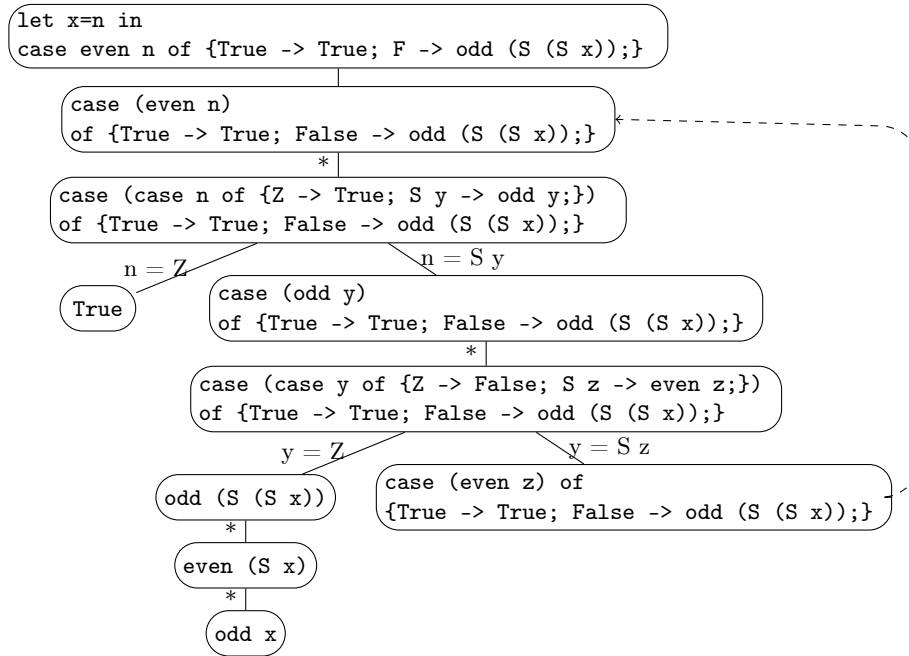 let x=n in
case even n of {True -> True; F -> odd (S (S x));}
case (even n)
of {True -> True; False -> odd (S (S x));}
*
case (case n of {Z -> True; S y -> odd y;})
of {True -> True; False -> odd (S (S x));}
n = Z
n = S y
True
case (odd y)
of {True -> True; False -> odd (S (S x));}
*
case (case y of {Z -> False; S z -> even z;})
of {True -> True; False -> odd (S (S x));}
y = Z
y = S z
odd (S (S x))
case (even z) of
{True -> True; False -> odd (S (S x));}
*
even (S x)
*
odd x